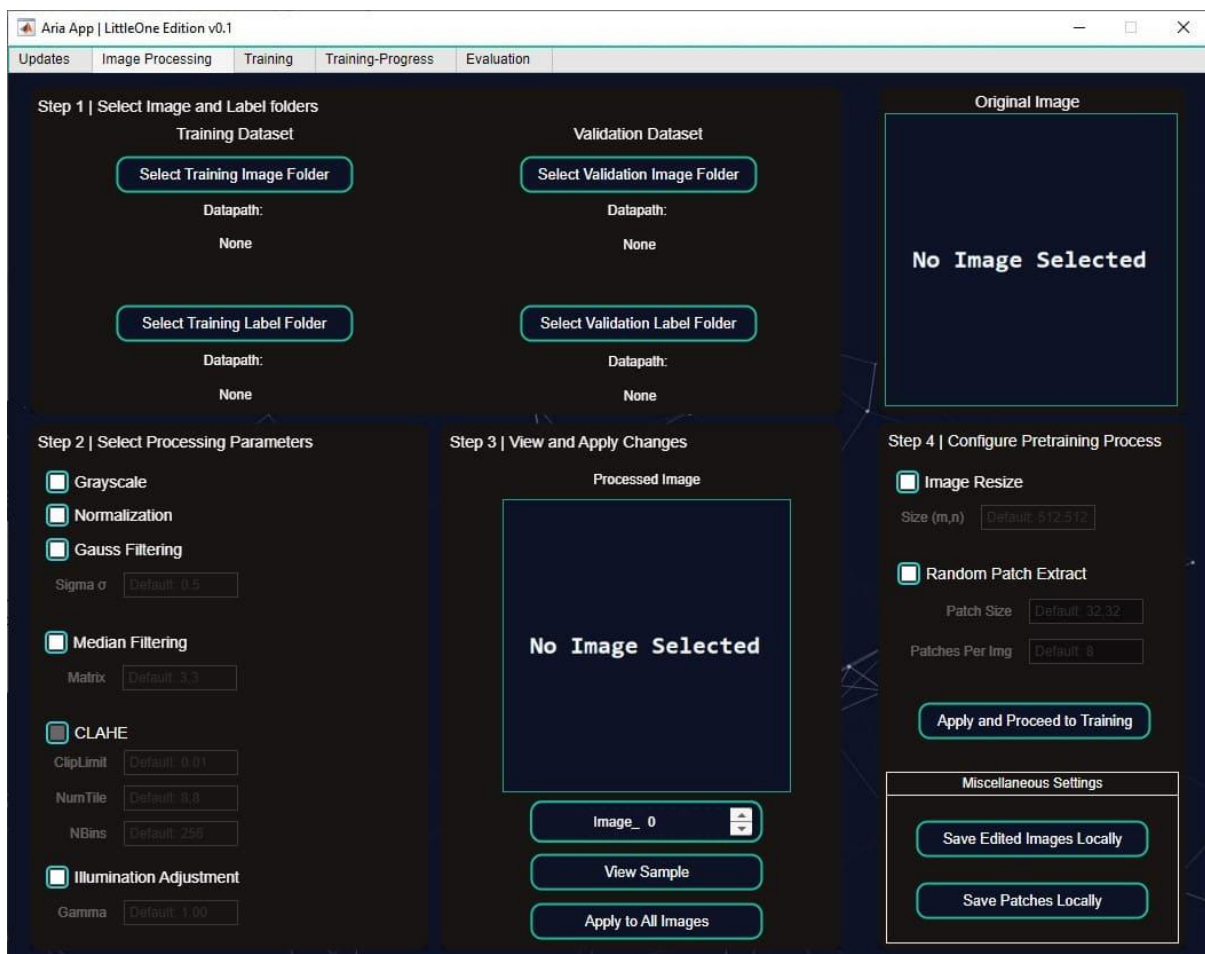 Aria App | LittleOne Edition v0.1
Updates Image Processing Training Training-Progress Evaluation
Step 1 | Select Image and Label folders
Training Dataset Validation Dataset
Select Training Image Folder Select Validation Image Folder
Datapath: Datapath:
None None
Select Training Label Folder Select Validation Label Folder
Datapath: Datapath:
None None
Original Image
No Image Selected
Step 2 | Select Processing Parameters
Grayscale
Normalization
Gauss Filtering
Sigma σ Default: 0.5
Median Filtering
Matrix Default: 3,3
CLAHE
ClipLimit Default: 0.01
NumTile Default: 8,8
NBins Default: 256
Illumination Adjustment
Gamma Default: 1.00
Step 3 | View and Apply Changes
Processed Image
No Image Selected
Image_ 0
View Sample
Apply to All Images
Step 4 | Configure Pretraining Process
Image Resize
Size (m,n) Default: 512,512
Random Patch Extract
Patch Size Default: 32,32
Patches Per Img Default: 8
Apply and Proceed to Training
Miscellaneous Settings
Save Edited Images Locally
Save Patches Locally